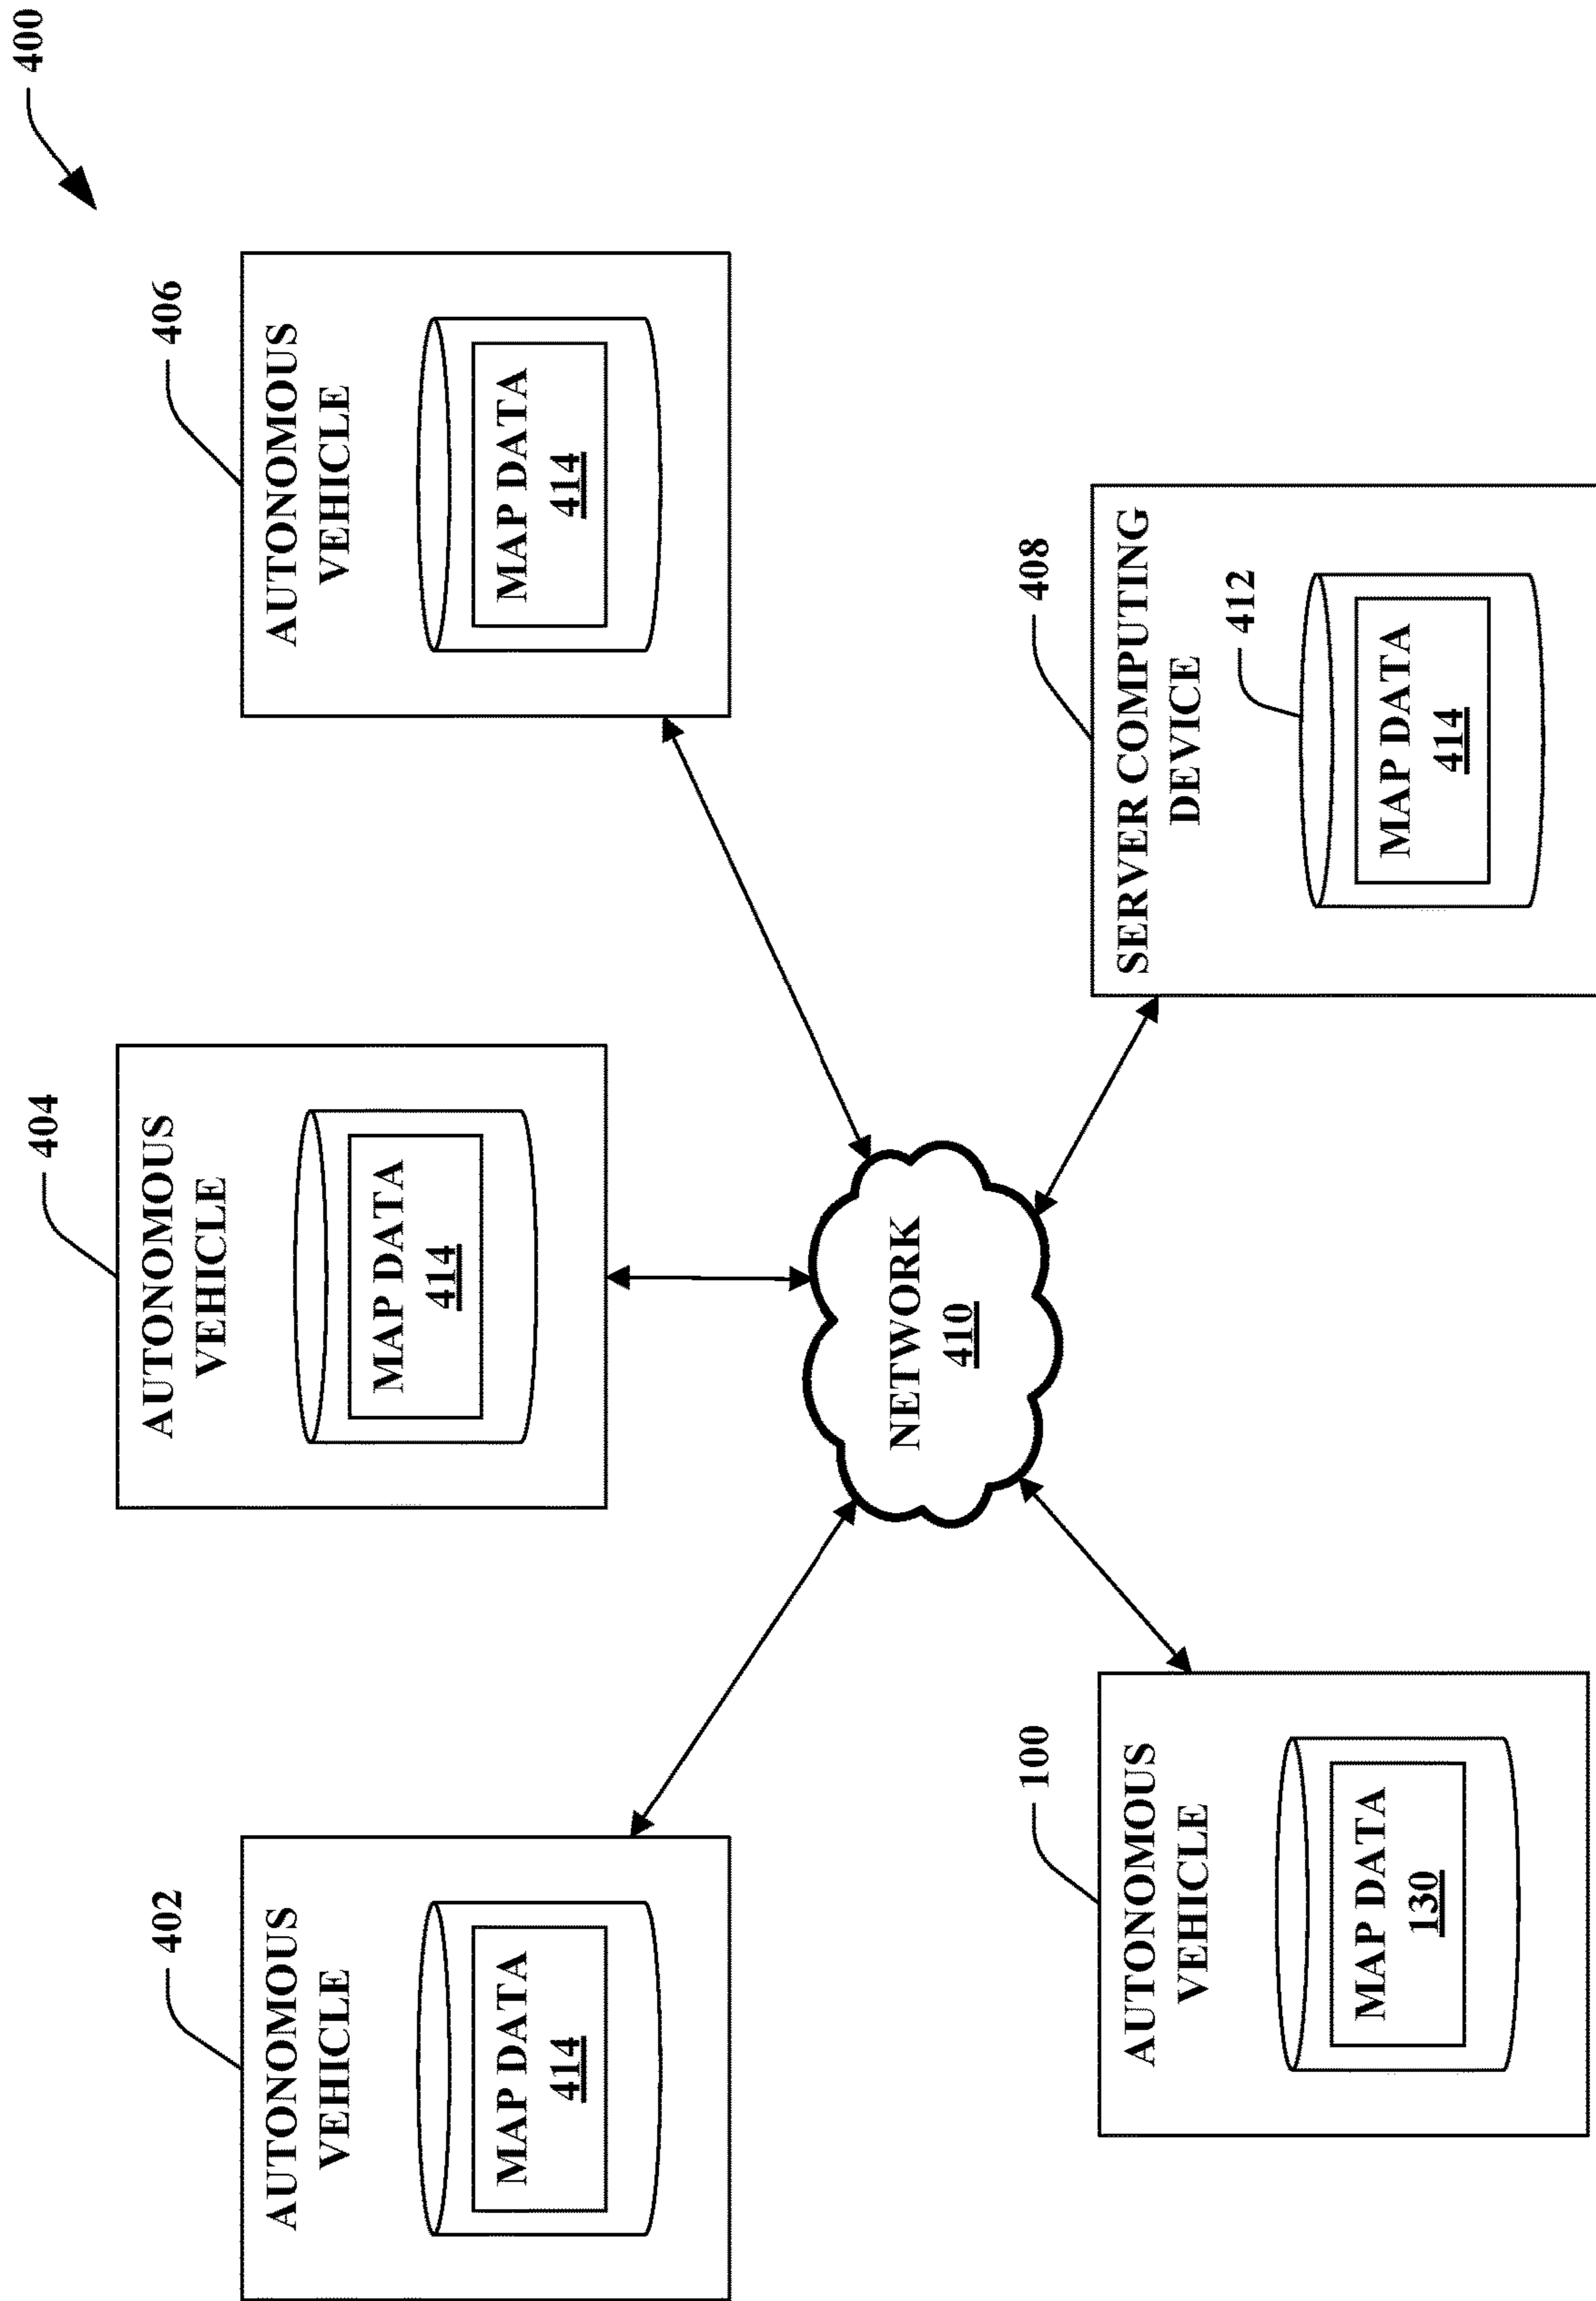 400
402
AUTONOMOUS
VEHICLE
MAP DATA
414
404
AUTONOMOUS
VEHICLE
MAP DATA
414
406
AUTONOMOUS
VEHICLE
MAP DATA
414
NETWORK
410
100
AUTONOMOUS
VEHICLE
MAP DATA
130
408
SERVER COMPUTING
DEVICE
412
MAP DATA
414